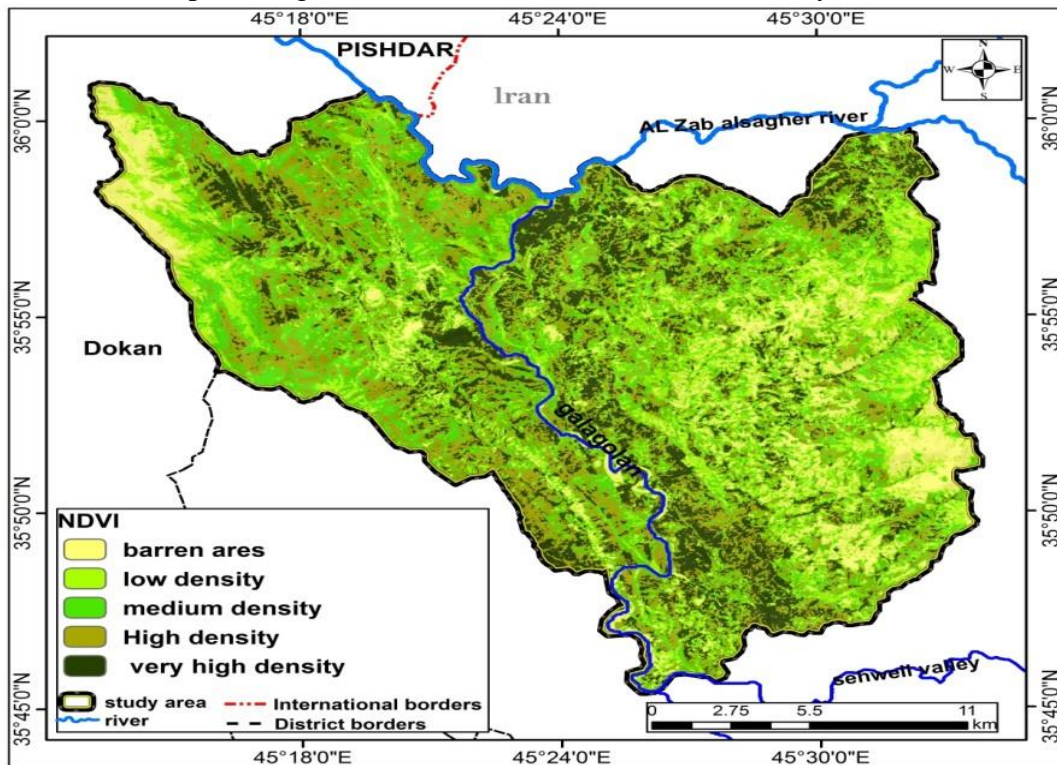 45°18'0"E 45°24'0"E 45°30'0"E
PISHDAR
Iran
N
W E
S
AL Zab alsagher river
36°0'0"N 36°0'0"N
35°55'0"N 35°55'0"N
Dokan
galagolan
35°50'0"N 35°50'0"N
NDVI
barren ares
low density
medium density
High density
very high density
study area International borders
river District borders
senwell valley
35°45'0"N 35°45'0"N
0 2.75 5.5 11
km
45°18'0"E 45°24'0"E 45°30'0"E